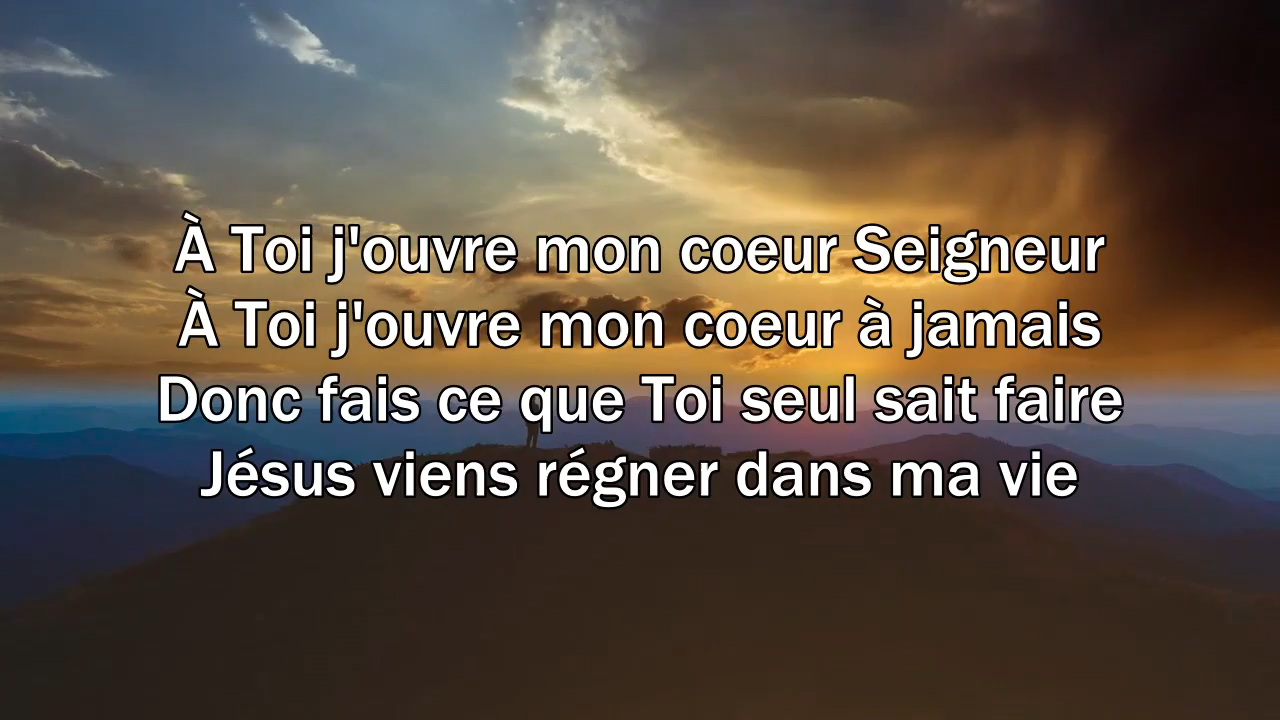 À Toi j'ouvre mon coeur Seigneur
À Toi j'ouvre mon coeur à jamais
Donc fais ce que Toi seul sait faire
Jésus viens régner dans ma vie